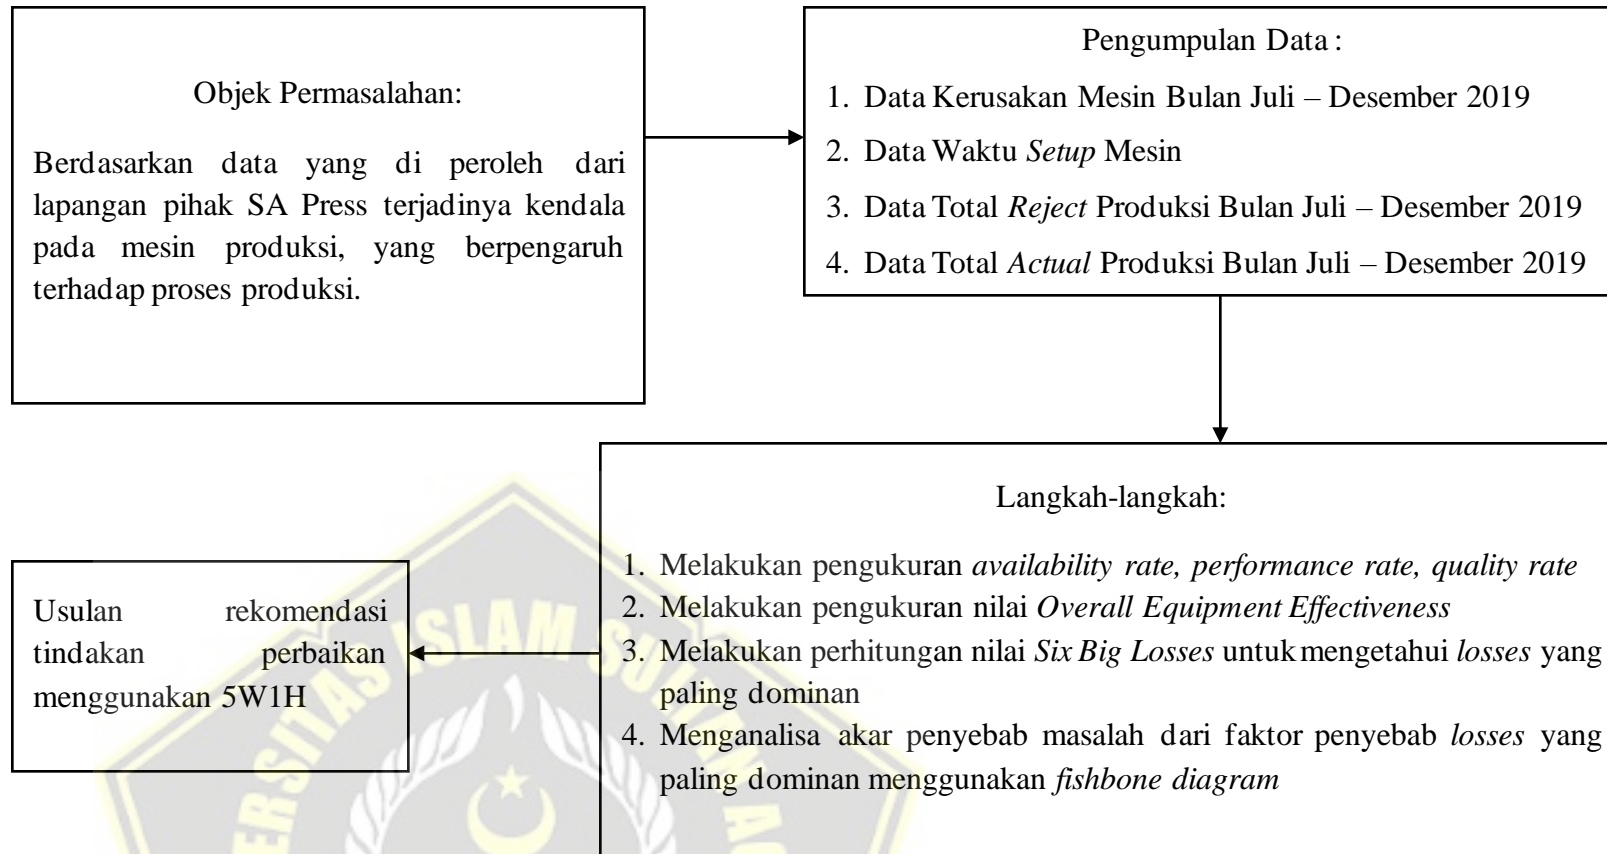 Objek Permasalahan:
Berdasarkan data yang di peroleh dari
lapangan pihak SA Press terjadinya kendala
pada mesin produksi, yang berpengaruh
terhadap proses produksi.
Pengumpulan Data :
1. Data Kerusakan Mesin Bulan Juli – Desember 2019
2. Data Waktu Setup Mesin
3. Data Total Reject Produksi Bulan Juli – Desember 2019
4. Data Total Actual Produksi Bulan Juli – Desember 2019
Langkah-langkah:
1. Melakukan pengukuran availability rate, performance rate, quality rate
2. Melakukan pengukuran nilai Overall Equipment Effectiveness
3. Melakukan perhitungan nilai Six Big Losses untuk mengetahui losses yang
paling dominan
4. Menganalisa akar penyebab masalah dari faktor penyebab losses yang
paling dominan menggunakan fishbone diagram
Usulan rekomendasi
tindakan perbaikan
menggunakan 5W1H